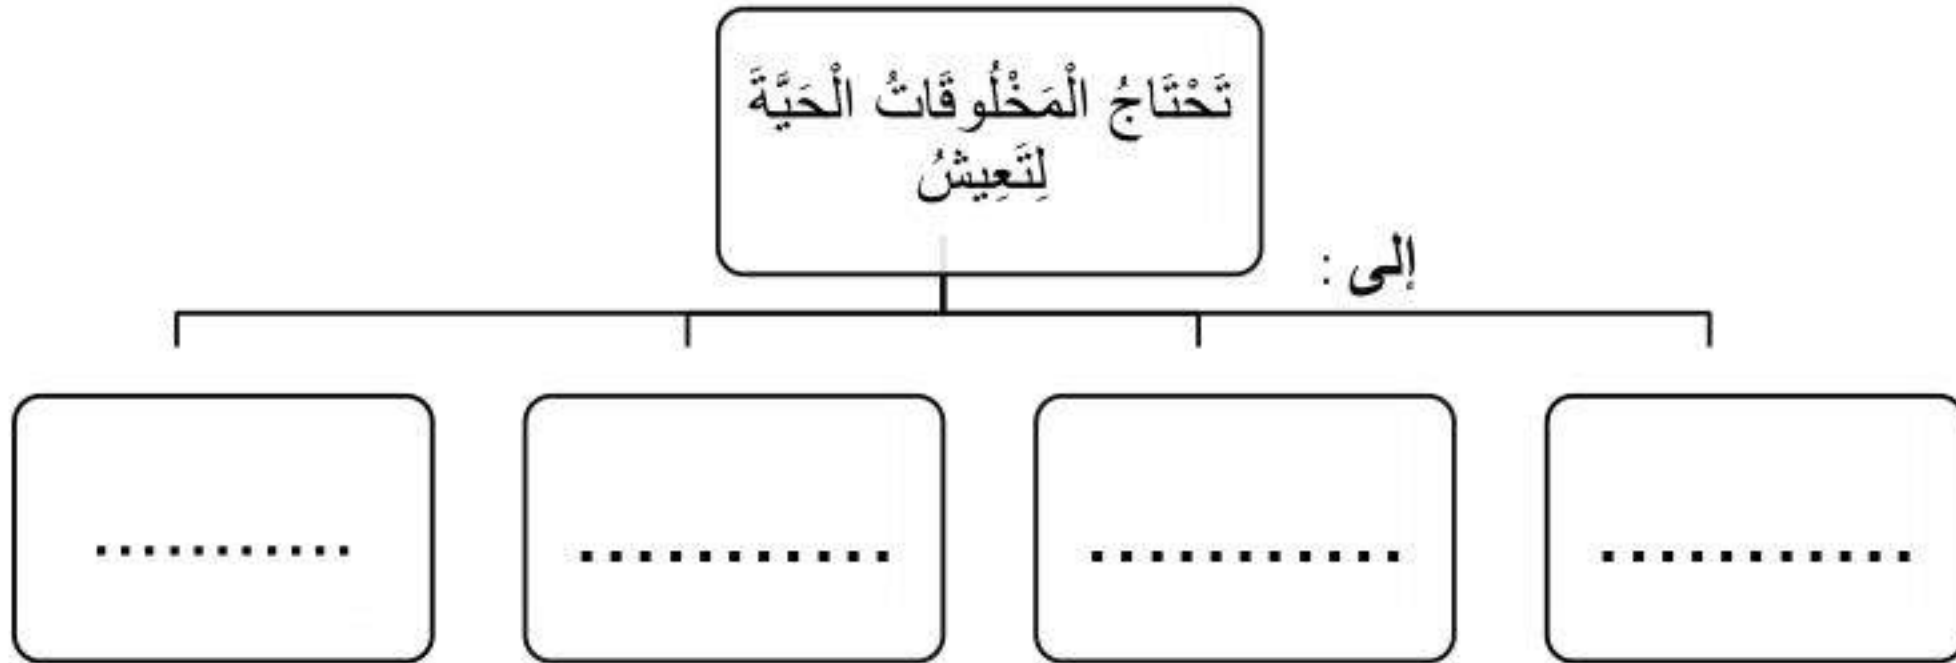 تَحْتَاجُ الْمَخْلُوقَاتُ الْحَيَّةَ
لِتَعِيشُ
إلى :
........... ........... ........... ...........